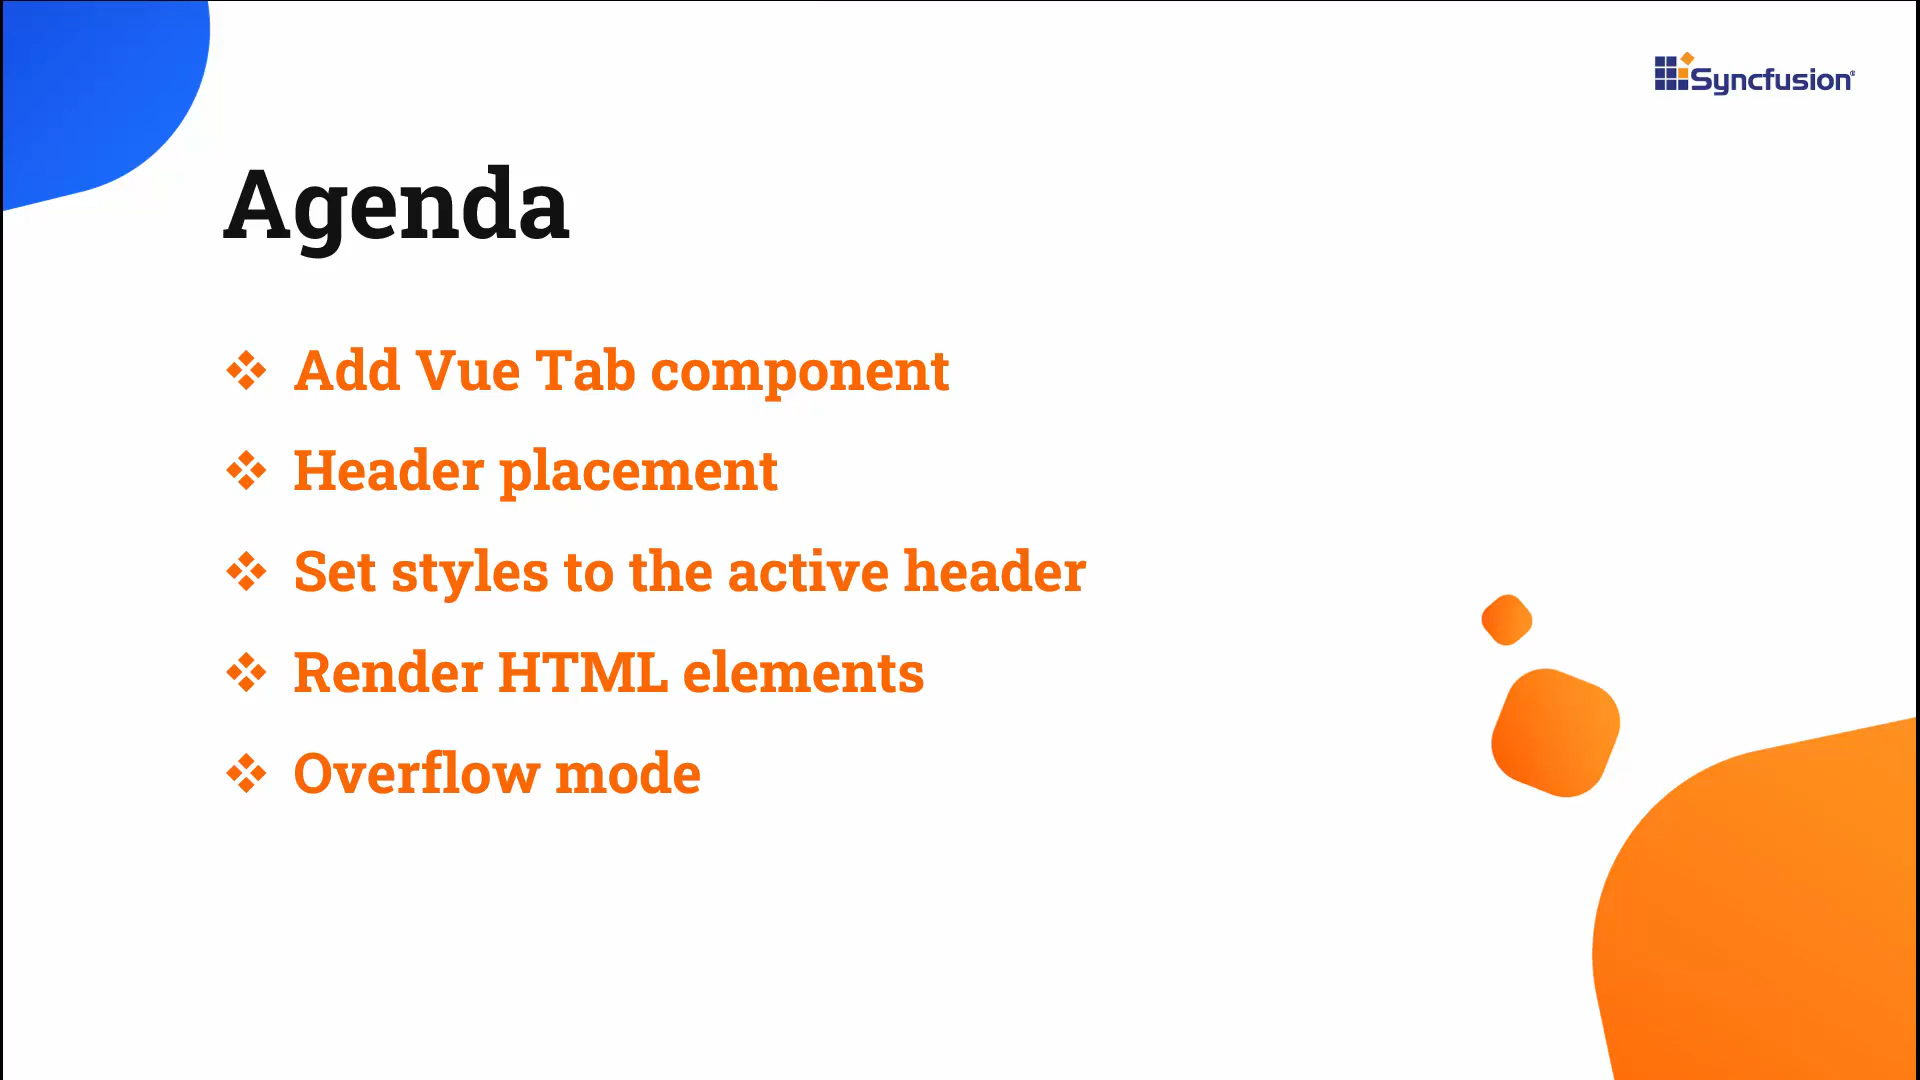 Syncfusion®
Agenda
❖ Add Vue Tab component
❖ Header placement
❖ Set styles to the active header
❖ Render HTML elements
❖ Overflow mode